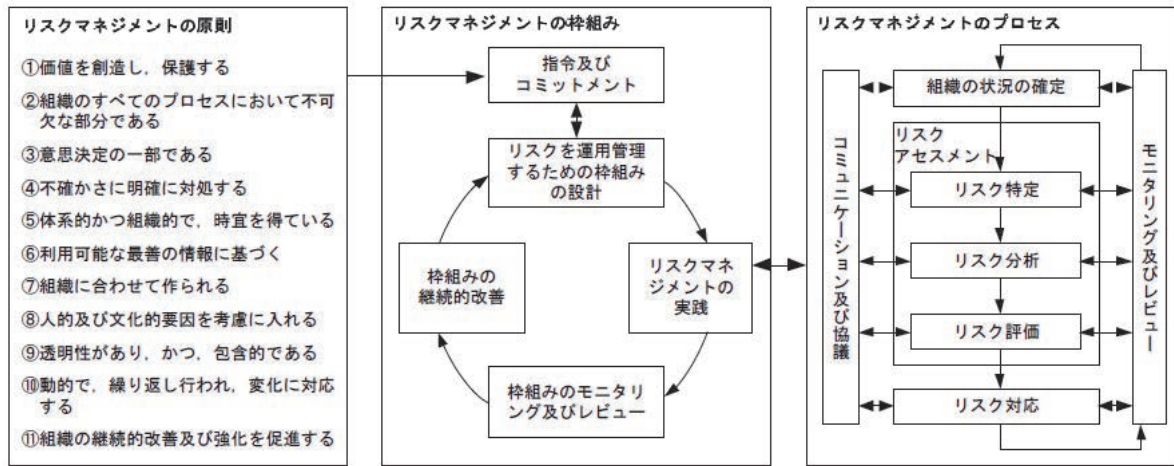 リスクマネジメントの原則
①価値を創造し，保護する
②組織のすべてのプロセスにおいて不可
欠な部分である
③意思決定の一部である
④不確かさに明確に対処する
⑤体系的かつ組織的で，時宜を得ている
⑥利用可能な最善の情報に基づく
⑦組織に合わせて作られる
⑧人的及び文化的要因を考慮に入れる
⑨透明性があり，かつ，包含的である
⑩動的で，繰り返し行われ，変化に対応
する
⑪組織の継続的改善及び強化を促進する
リスクマネジメントの枠組み
指令及び
コミットメント
リスクを運用管理
するための枠組み
の設計
枠組みの
継続的改善
リスクマネ
ジメントの
実践
枠組みのモニタ
リング及びレビュー
リスクマネジメントのプロセス
組織の状況の確定
コミュニケーション及び協議
リスク
アセスメント
リスク特定
リスク分析
リスク評価
リスク対応
モニタリング及びレビュー